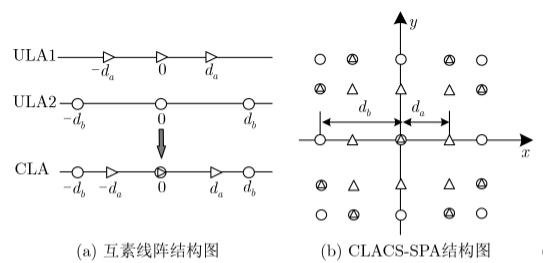 ULA1
−d_a 0 d_a
ULA2
−d_b 0 d_b
CLA
−d_b −d_a 0 d_a d_b
(a) 互素线阵结构图
y
d_b d_a
x
(b) CLACS-SPA结构图